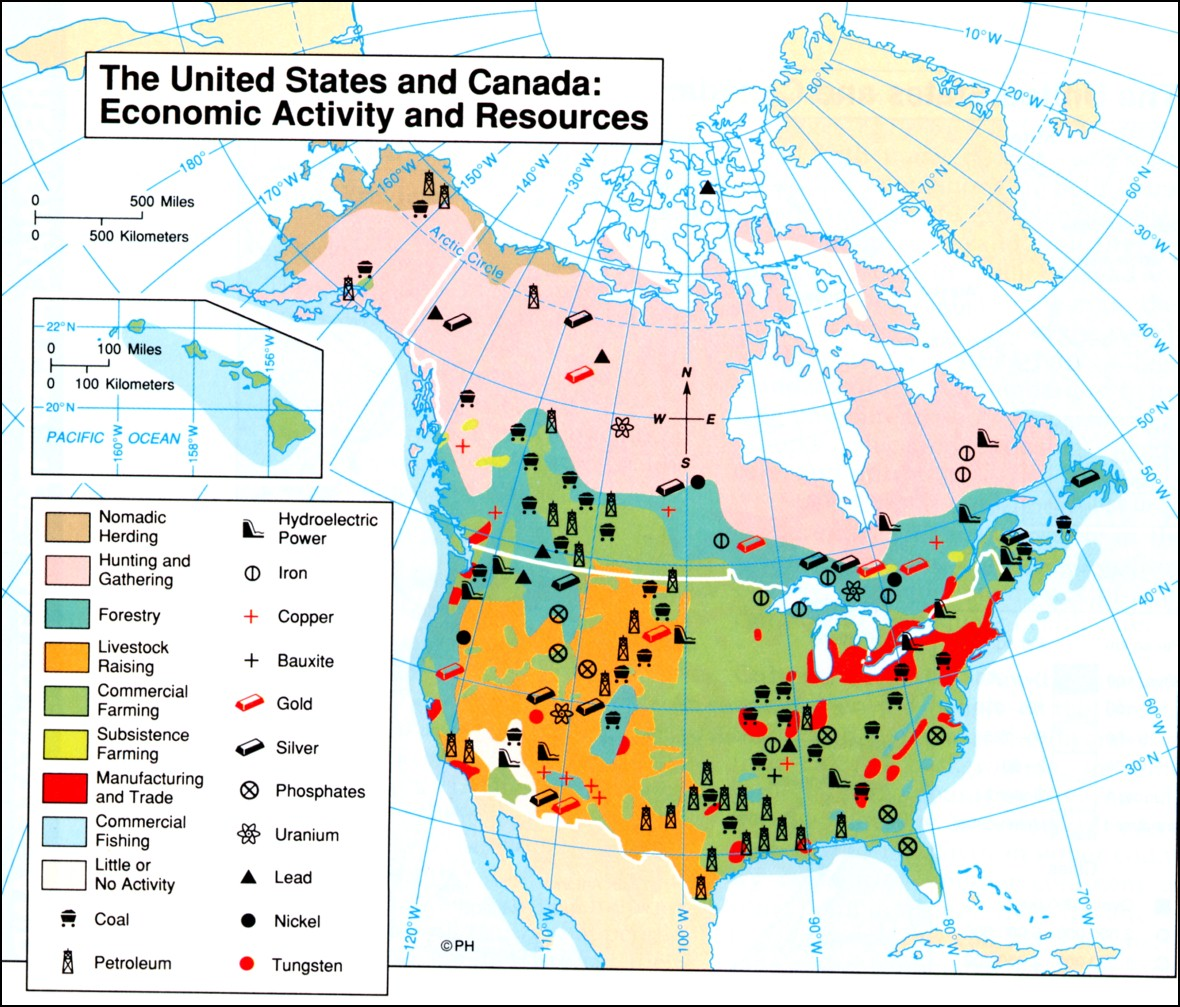 The United States and Canada:
Economic Activity and Resources
10°W
20°W
80°N
60°N
70°N
30°W
180°
170°W
160°W
150°W
140°W
130°W
0 500 Miles
0 500 Kilometers
Arctic Circle
40°W
22°N
0 100 Miles
0 100 Kilometers
156°W
20°N
PACIFIC OCEAN
160°W
158°W
N
W E
S
50°N
50°W
40°N
30°N
Nomadic
Herding
Hunting and
Gathering
Forestry
Livestock
Raising
Commercial
Farming
Subsistence
Farming
Manufacturing
and Trade
Commercial
Fishing
Little or
No Activity
Coal
Petroleum
Hydroelectric
Power
Iron
Copper
Bauxite
Gold
Silver
Phosphates
Uranium
Lead
Nickel
Tungsten
©PH
120°W
110°W
100°W
90°W
80°W
70°W